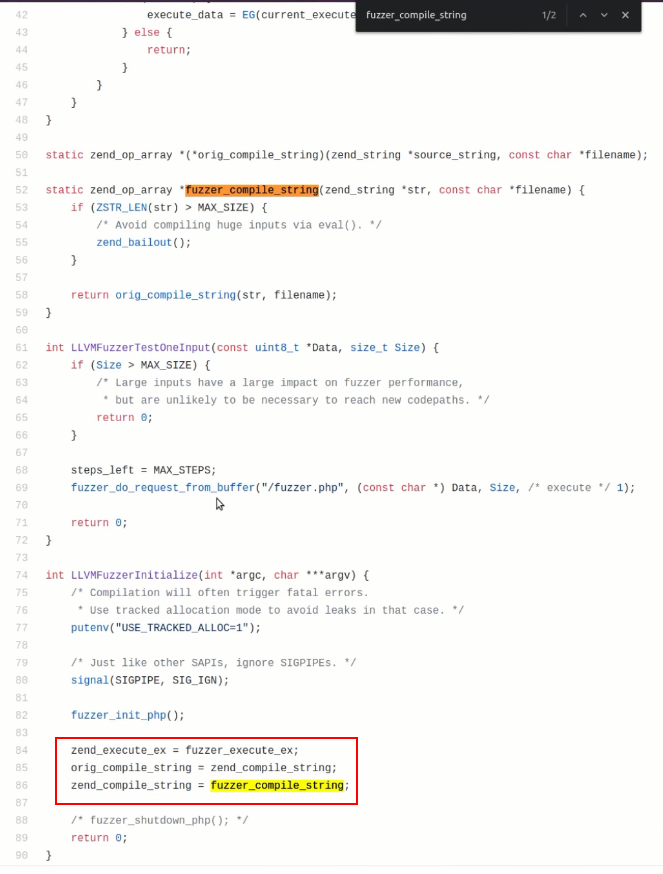 fuzzer_compile_string 1/2
42 execute_data = EG(current_execute
43 } else {
44 return;
45 }
46 }
47 }
48 }
49
50 static zend_op_array *(*orig_compile_string)(zend_string *source_string, const char *filename);
51
52 static zend_op_array *fuzzer_compile_string(zend_string *str, const char *filename) {
53 if (ZSTR_LEN(str) > MAX_SIZE) {
54 /* Avoid compiling huge inputs via eval(). */
55 zend_bailout();
56 }
57
58 return orig_compile_string(str, filename);
59 }
60
61 int LLVMFuzzerTestOneInput(const uint8_t *Data, size_t Size) {
62 if (Size > MAX_SIZE) {
63 /* Large inputs have a large impact on fuzzer performance,
64 * but are unlikely to be necessary to reach new codepaths. */
65 return 0;
66 }
67
68 steps_left = MAX_STEPS;
69 fuzzer_do_request_from_buffer("/fuzzer.php", (const char *) Data, Size, /* execute */ 1);
70
71 return 0;
72 }
73
74 int LLVMFuzzerInitialize(int *argc, char ***argv) {
75 /* Compilation will often trigger fatal errors.
76 * Use tracked allocation mode to avoid leaks in that case. */
77 putenv("USE_TRACKED_ALLOC=1");
78
79 /* Just like other SAPIs, ignore SIGPIPEs. */
80 signal(SIGPIPE, SIG_IGN);
81
82 fuzzer_init_php();
83
84 zend_execute_ex = fuzzer_execute_ex;
85 orig_compile_string = zend_compile_string;
86 zend_compile_string = fuzzer_compile_string;
87
88 /* fuzzer_shutdown_php(); */
89 return 0;
90 }